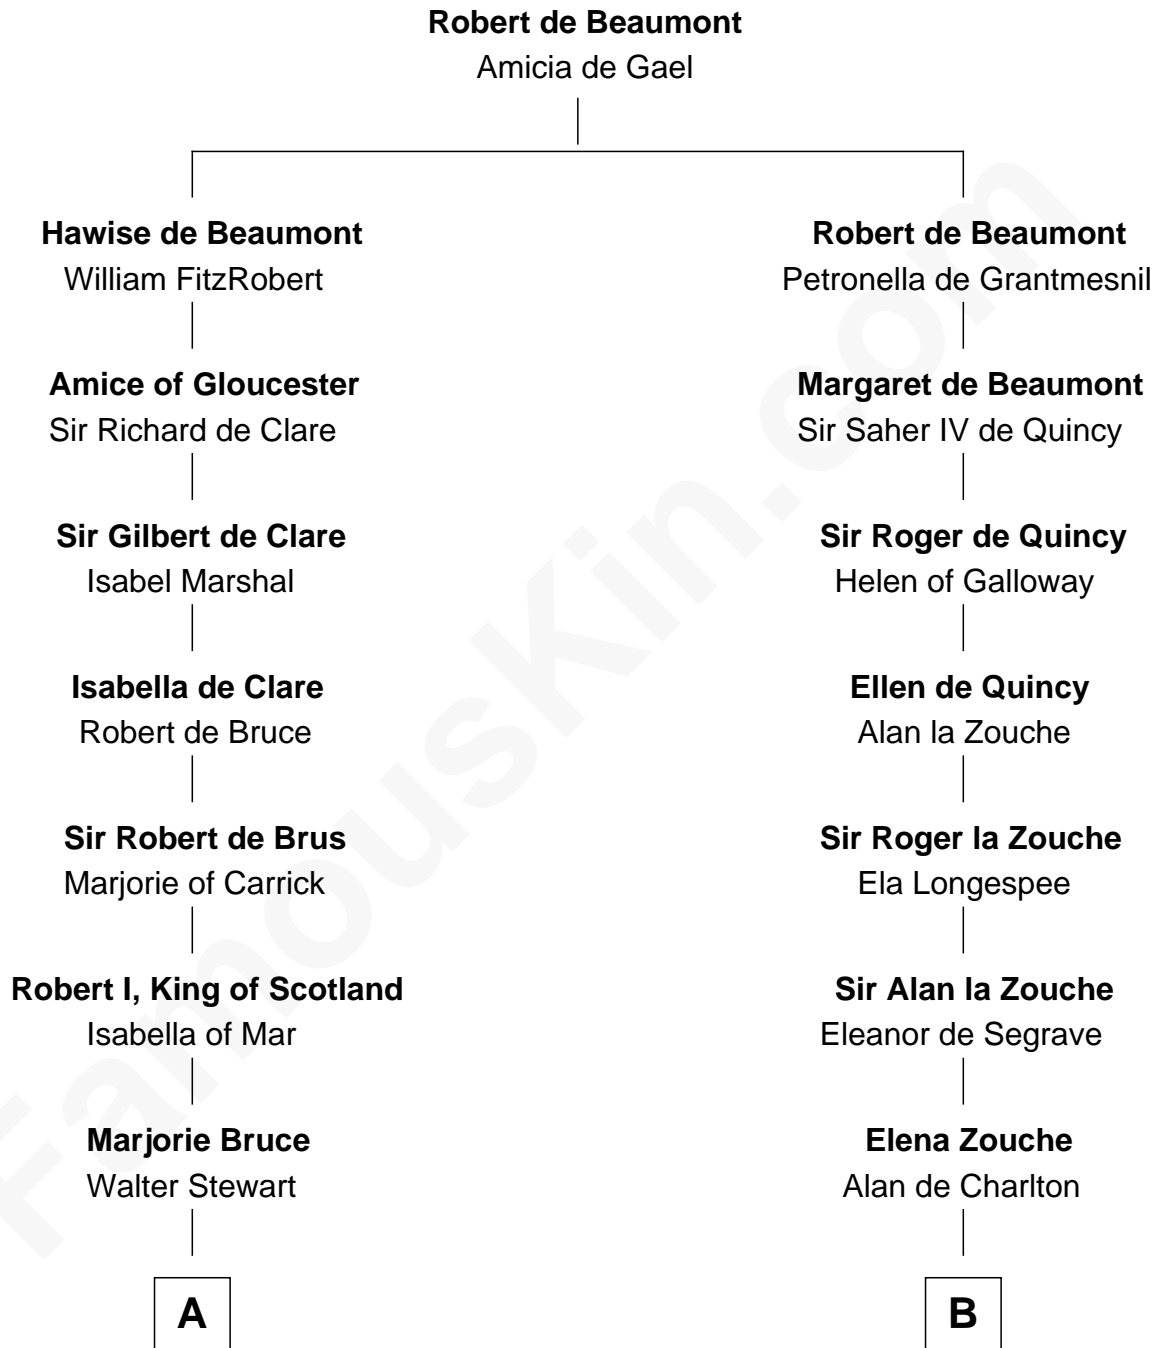 Robert de Beaumont
Amicia de Gael
Hawise de Beaumont
William FitzRobert
Robert de Beaumont
Petronella de Grantmesnil
Amice of Gloucester
Sir Richard de Clare
Margaret de Beaumont
Sir Saher IV de Quincy
Sir Gilbert de Clare
Isabel Marshal
Sir Roger de Quincy
Helen of Galloway
Isabella de Clare
Robert de Bruce
Ellen de Quincy
Alan la Zouche
Sir Robert de Brus
Marjorie of Carrick
Sir Roger la Zouche
Ela Longespee
Robert I, King of Scotland
Isabella of Mar
Sir Alan la Zouche
Eleanor de Segrave
Marjorie Bruce
Walter Stewart
Elena Zouche
Alan de Charlton
A
B
FamousKin.com